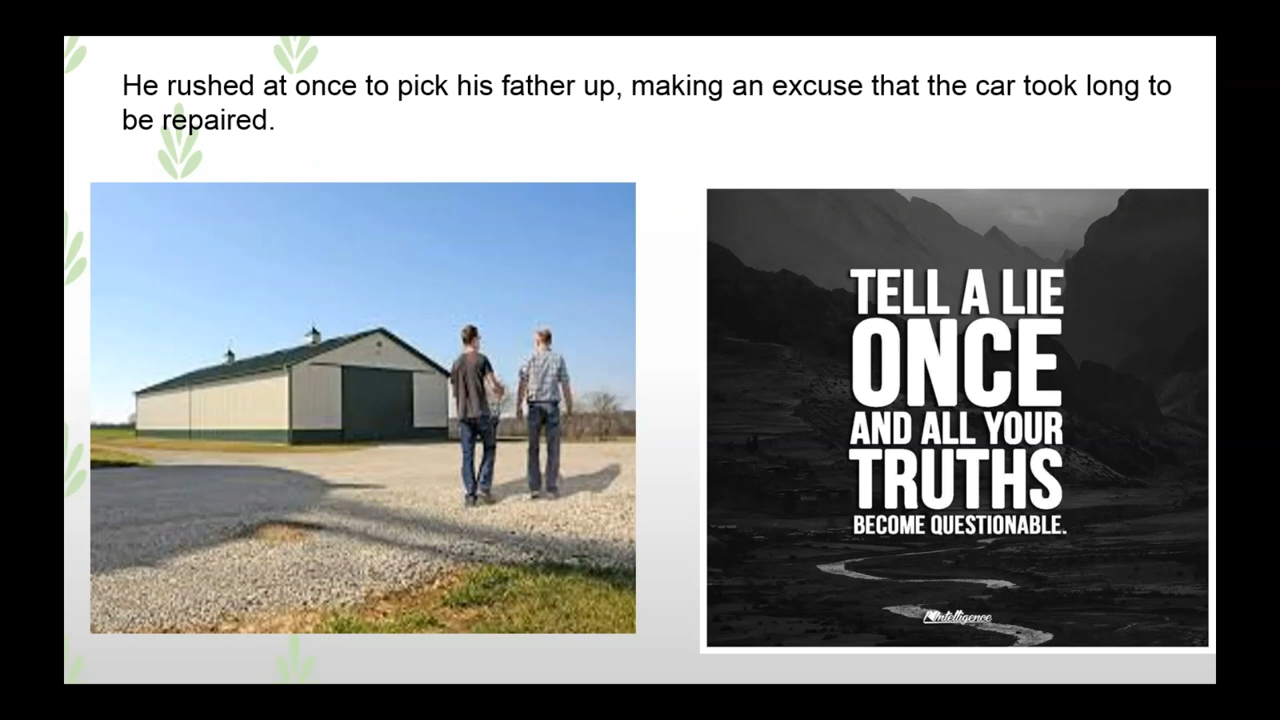 He rushed at once to pick his father up, making an excuse that the car took long to
be repaired.
TELL A LIE
ONCE
AND ALL YOUR
TRUTHS
BECOME QUESTIONABLE.